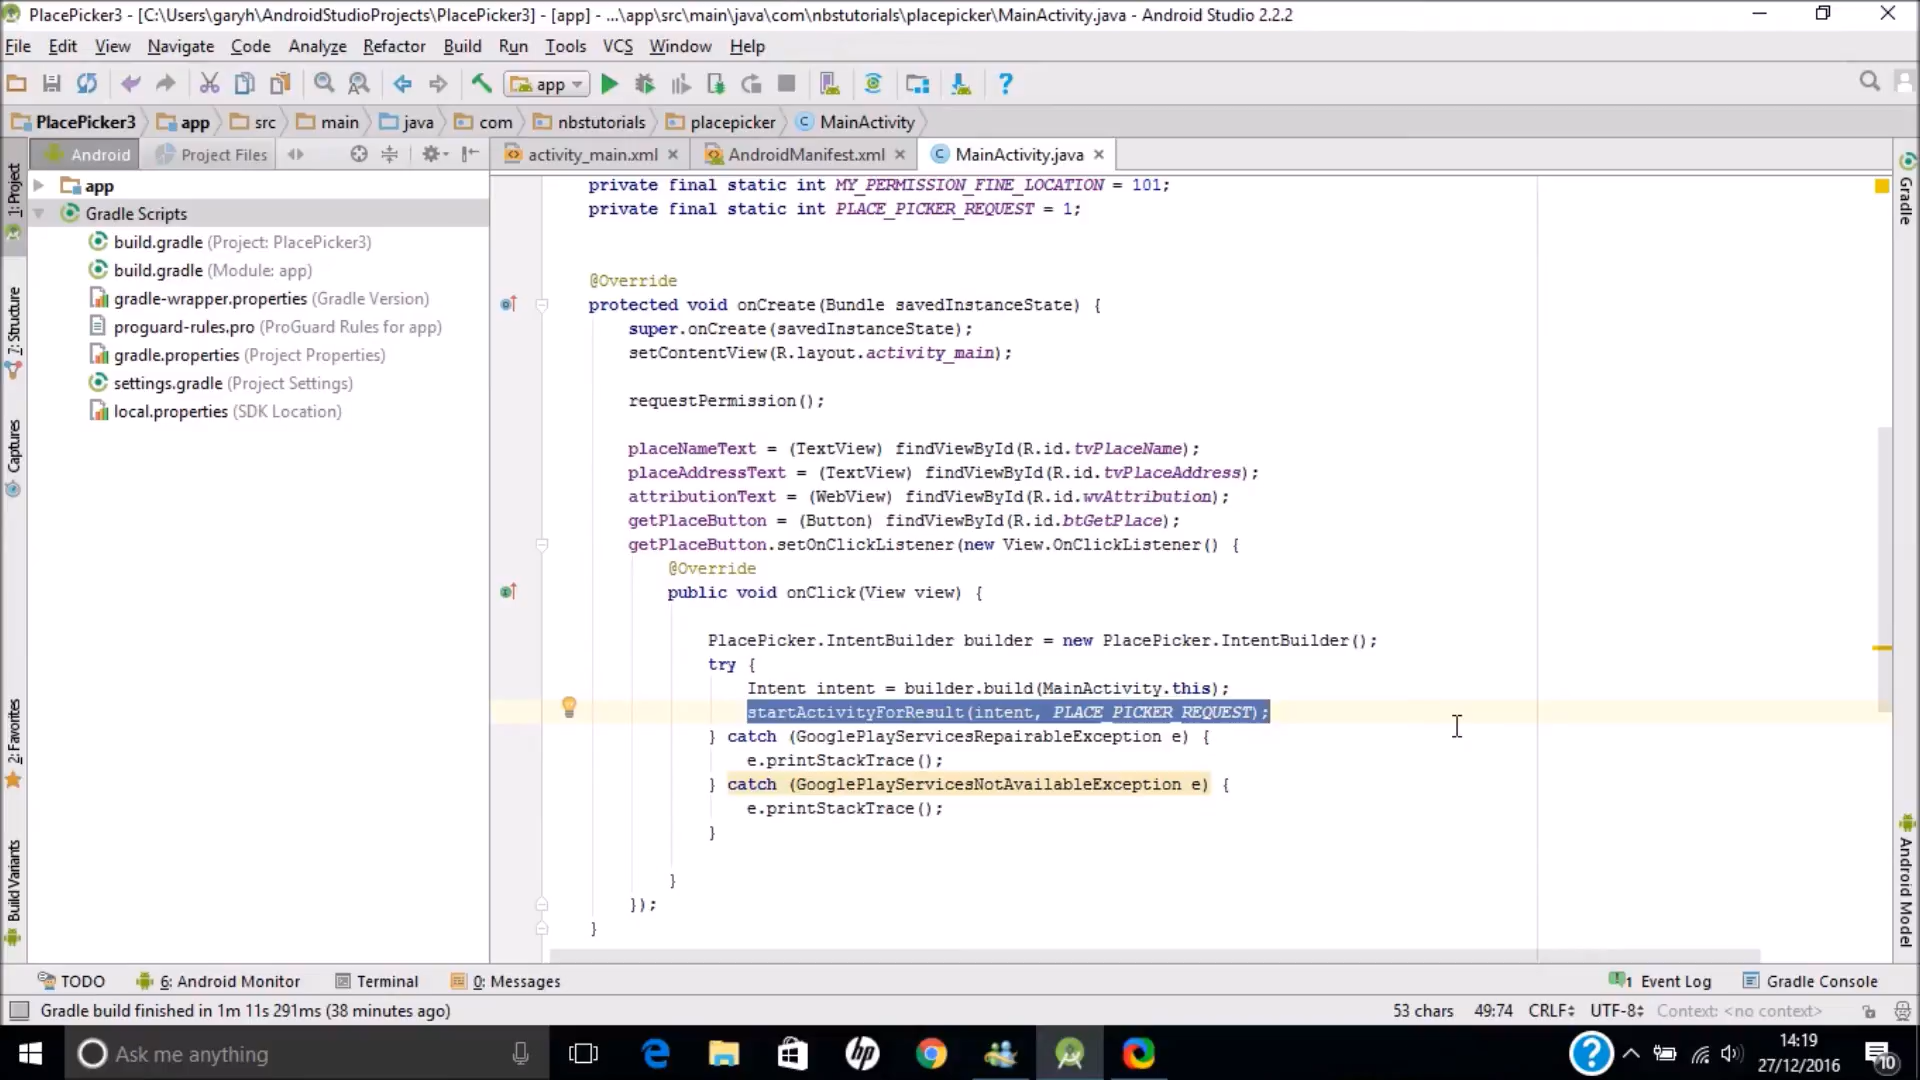 PlacePicker3 - [C:\Users\garyh\AndroidStudioProjects\PlacePicker3] - [app] - ...\app\src\main\java\com\nbstutorials\placepicker\MainActivity.java - Android Studio 2.2.2
File Edit View Navigate Code Analyze Refactor Build Run Tools VCS Window Help
app
PlacePicker3 app src main java com nbstutorials placepicker MainActivity
Android Project Files activity_main.xml AndroidManifest.xml MainActivity.java
1: Project
7: Structure
Captures
2: Favorites
Build Variants
app
Gradle Scripts
build.gradle (Project: PlacePicker3)
build.gradle (Module: app)
gradle-wrapper.properties (Gradle Version)
proguard-rules.pro (ProGuard Rules for app)
gradle.properties (Project Properties)
settings.gradle (Project Settings)
local.properties (SDK Location)
private final static int MY_PERMISSION_FINE_LOCATION = 101;
private final static int PLACE_PICKER_REQUEST = 1;
@Override
protected void onCreate(Bundle savedInstanceState) {
super.onCreate(savedInstanceState);
setContentView(R.layout.activity_main);
requestPermission();
placeNameText = (TextView) findViewById(R.id.tvPlaceName);
placeAddressText = (TextView) findViewById(R.id.tvPlaceAddress);
attributionText = (WebView) findViewById(R.id.wvAttribution);
getPlaceButton = (Button) findViewById(R.id.btGetPlace);
getPlaceButton.setOnClickListener(new View.OnClickListener() {
@Override
public void onClick(View view) {
PlacePicker.IntentBuilder builder = new PlacePicker.IntentBuilder();
try {
Intent intent = builder.build(MainActivity.this);
startActivityForResult(intent, PLACE_PICKER_REQUEST);
} catch (GooglePlayServicesRepairableException e) {
e.printStackTrace();
} catch (GooglePlayServicesNotAvailableException e) {
e.printStackTrace();
}
}
});
}
Gradle
Android Model
TODO 6: Android Monitor Terminal 0: Messages 1 Event Log Gradle Console
Gradle build finished in 1m 11s 291ms (38 minutes ago) 53 chars 49:74 CRLF UTF-8 Context: <no context>
Ask me anything
14:19
27/12/2016
10